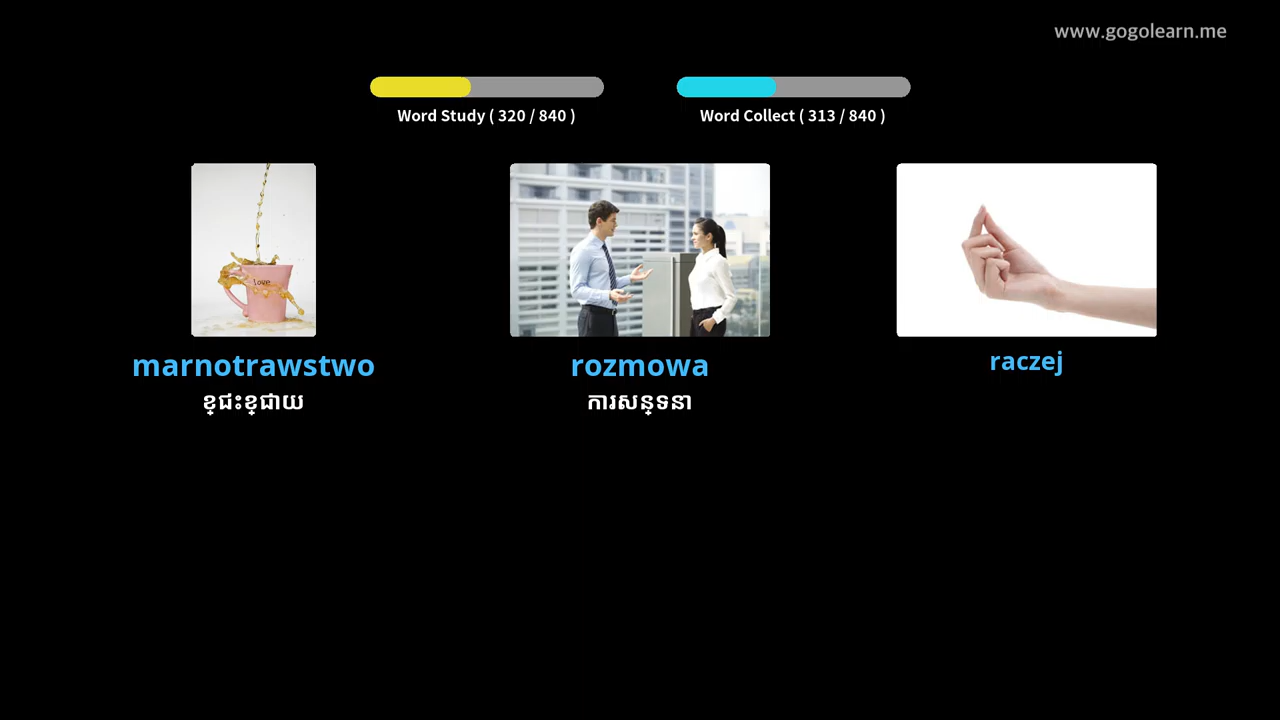 www.gogolearn.me
Word Study ( 320 / 840 )
Word Collect ( 313 / 840 )
love
marnotrawstwo
rozmowa
raczej
ខ្ជះខ្ជាយ
ការសន្ទនា